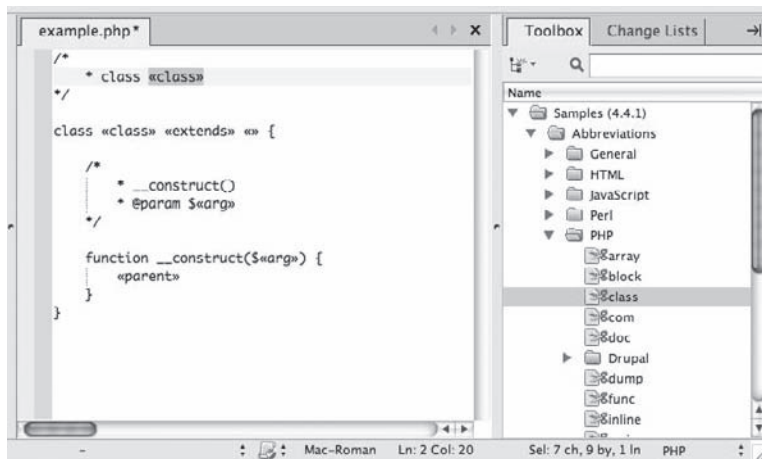 example.php*
/*
* class «class»
*/
class «class» «extends» «» {
/*
* __construct()
* @param $«arg»
*/
function __construct($«arg») {
«parent»
}
}
- Mac-Roman Ln: 2 Col: 20 Sel: 7 ch, 9 by, 1 ln PHP
Toolbox Change Lists
Name
Samples (4.4.1)
Abbreviations
General
HTML
JavaScript
Perl
PHP
array
block
class
com
doc
Drupal
dump
func
inline